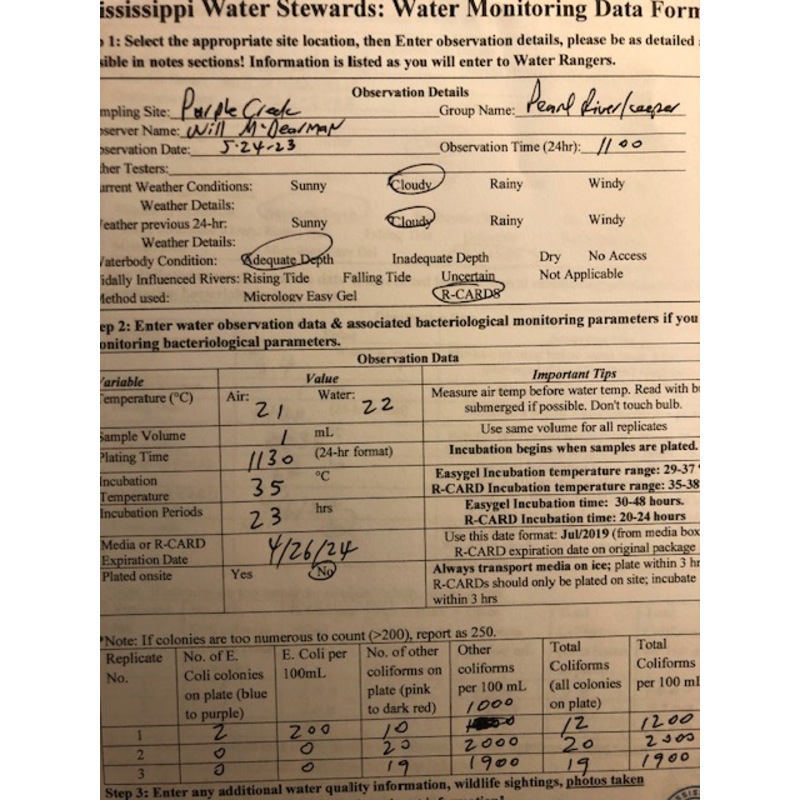 ississippi Water Stewards: Water Monitoring Data Form
1: Select the appropriate site location, then Enter observation details, please be as detailed
sible in notes sections! Information is listed as you will enter to Water Rangers.
Observation Details
mpling Site: Purple Creek Group Name: Pearl Riverkeeper
bserver Name: Will McDearman
bservation Date: 5-24-23 Observation Time (24hr): 1100
her Testers:
urrent Weather Conditions: Sunny Cloudy Rainy Windy
Weather Details:
eather previous 24-hr: Sunny Cloudy Rainy Windy
Weather Details:
aterbody Condition: Adequate Depth Inadequate Depth Dry No Access
idally Influenced Rivers: Rising Tide Falling Tide Uncertain Not Applicable
ethod used: Micrology Easy Gel R-CARDS
ep 2: Enter water observation data & associated bacteriological monitoring parameters if you
onitoring bacteriological parameters.
Observation Data
ariable Value Important Tips
emperature (°C) Air: 21 Water: 22 Measure air temp before water temp. Read with bu
submerged if possible. Don't touch bulb.
Sample Volume 1 mL Use same volume for all replicates
Plating Time 1130 (24-hr format) Incubation begins when samples are plated.
Incubation Temperature 35 °C Easygel Incubation temperature range: 29-37
R-CARD Incubation temperature range: 35-38
Incubation Periods 23 hrs Easygel Incubation time: 30-48 hours.
R-CARD Incubation time: 20-24 hours
Media or R-CARD Expiration Date 4/26/24 Use this date format: Jul/2019 (from media box
R-CARD expiration date on original package
Plated onsite Yes No Always transport media on ice; plate within 3 hr
R-CARDs should only be plated on site; incubate
within 3 hrs
*Note: If colonies are too numerous to count (>200), report as 250.
Replicate No. No. of E. Coli colonies on plate (blue to purple) E. Coli per 100mL No. of other coliforms on plate (pink to dark red) Other coliforms per 100 mL Total Coliforms (all colonies on plate) Total Coliforms per 100 mL
1000
1 2 200 10 12 1200
2 0 0 20 2000 20 2000
3 0 0 19 1900 19 1900
Step 3: Enter any additional water quality information, wildlife sightings, photos taken